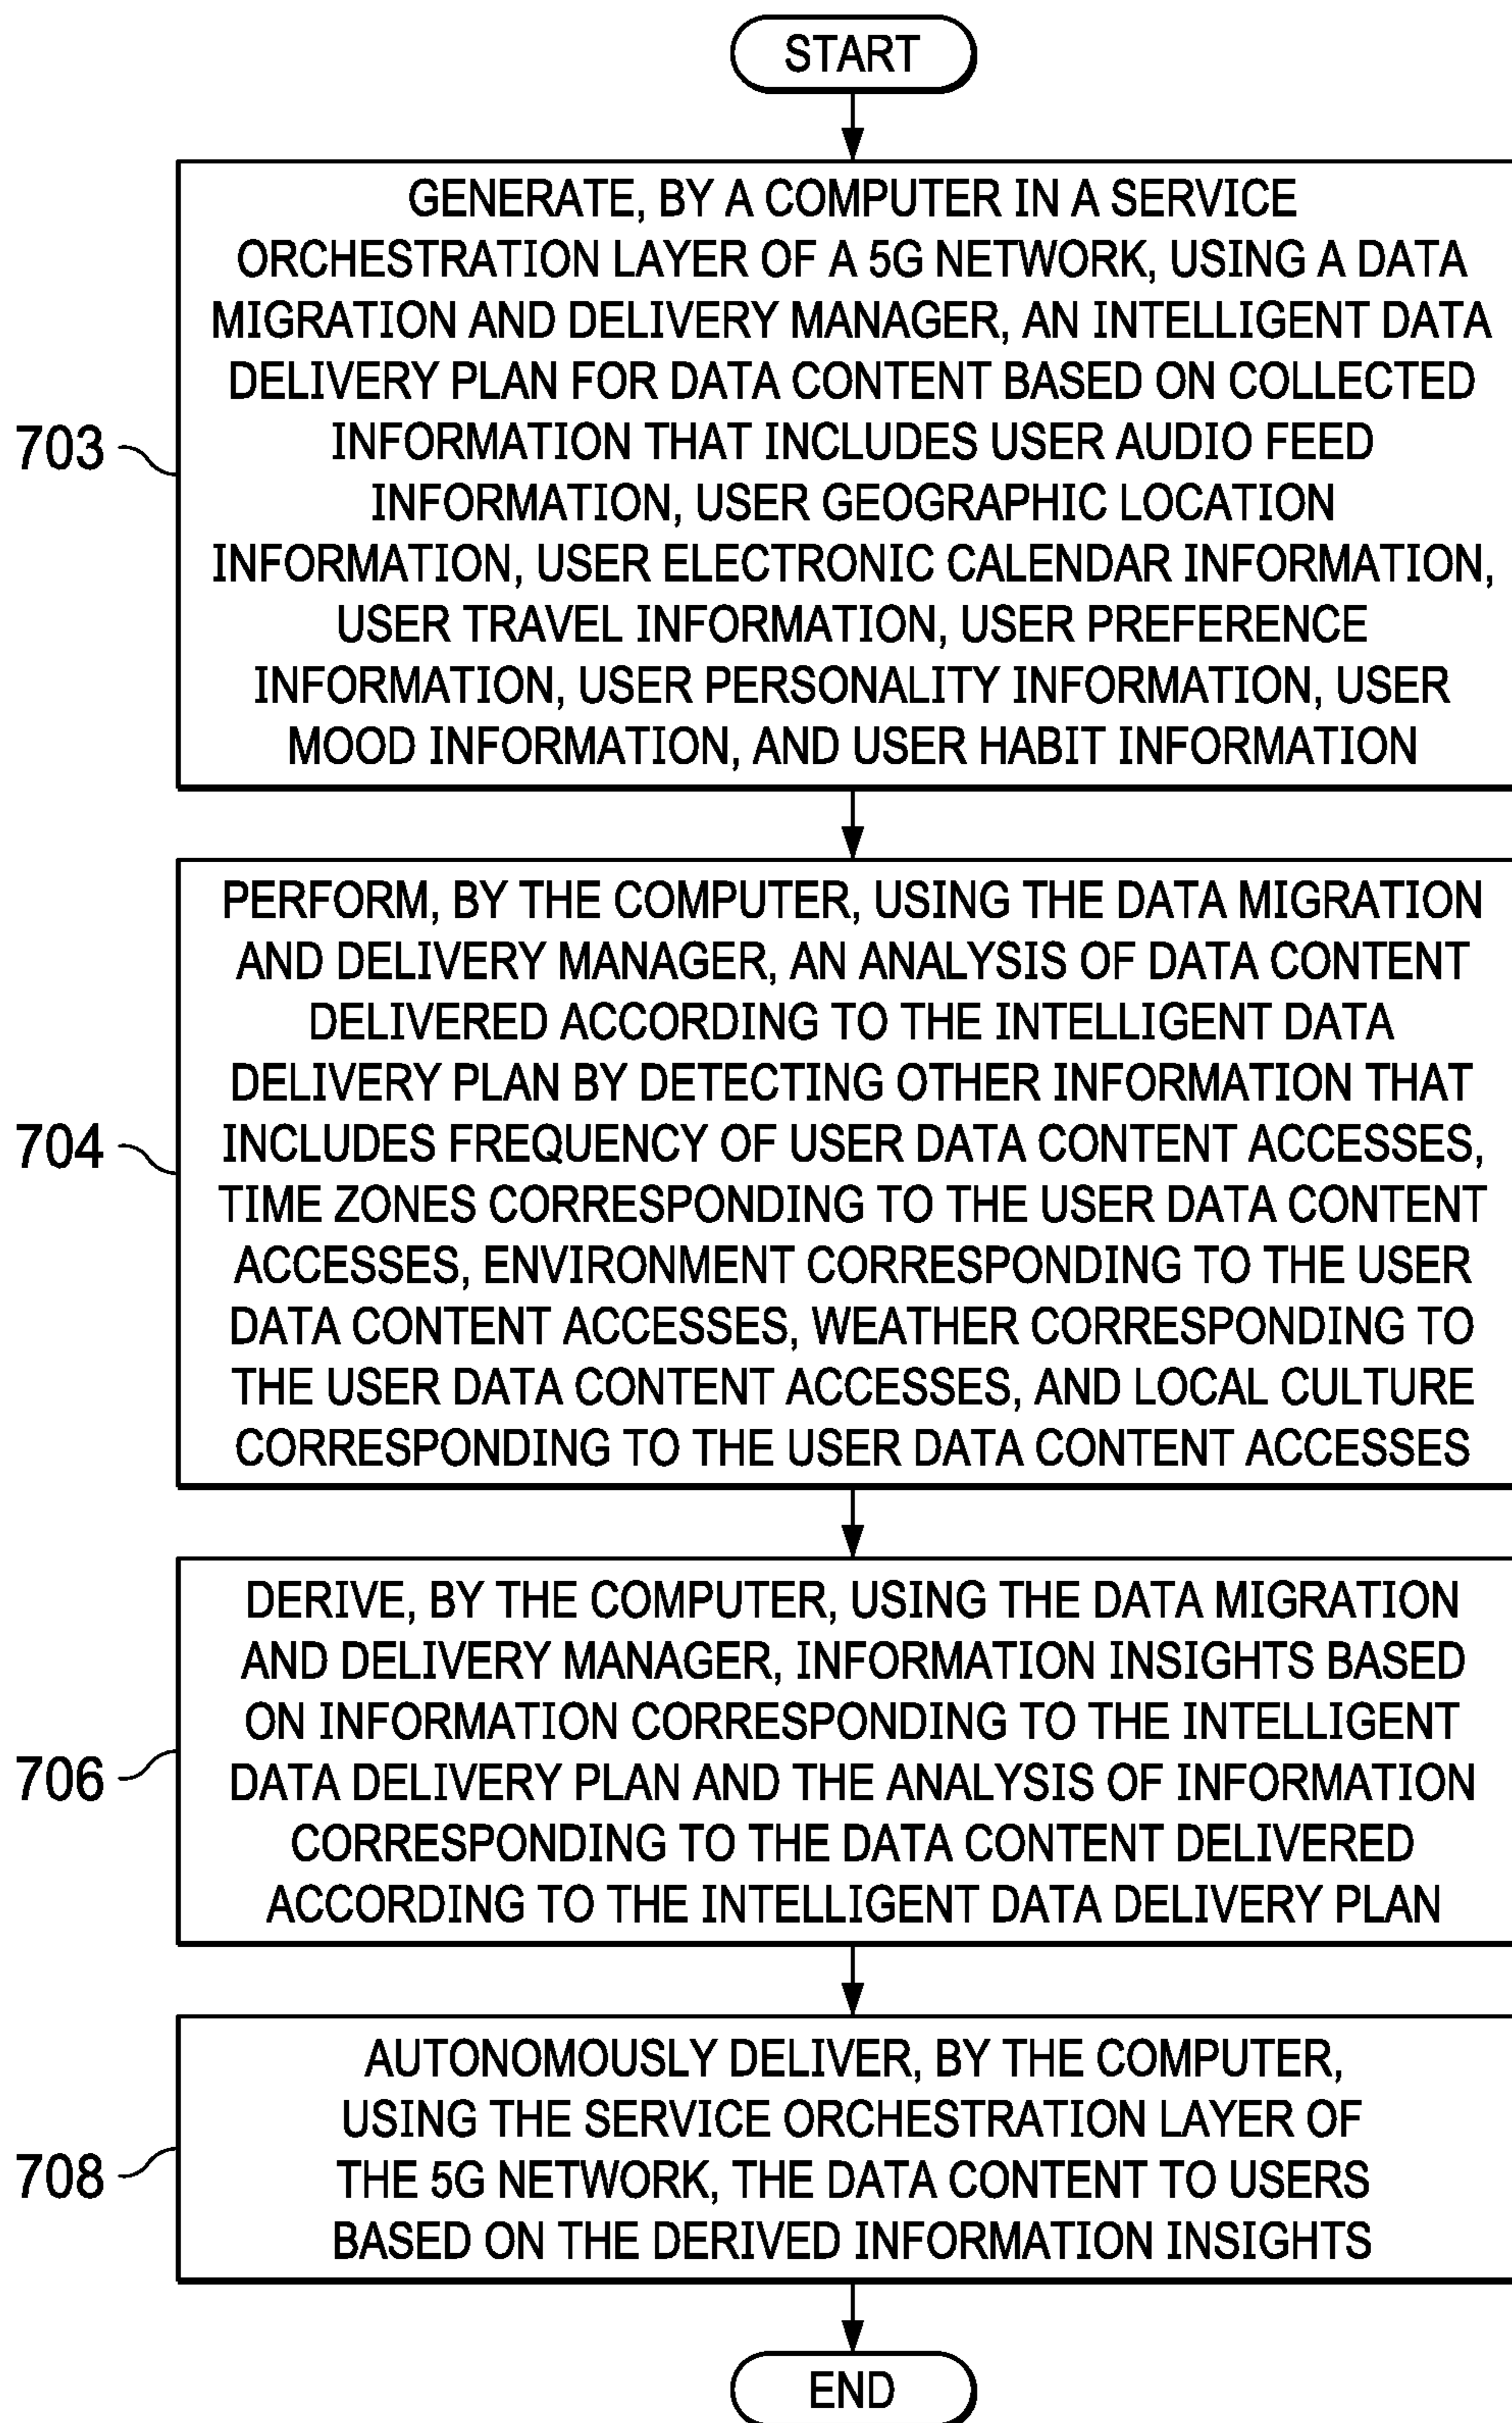 START
GENERATE, BY A COMPUTER IN A SERVICE
ORCHESTRATION LAYER OF A 5G NETWORK, USING A DATA
MIGRATION AND DELIVERY MANAGER, AN INTELLIGENT DATA
DELIVERY PLAN FOR DATA CONTENT BASED ON COLLECTED
INFORMATION THAT INCLUDES USER AUDIO FEED
INFORMATION, USER GEOGRAPHIC LOCATION
INFORMATION, USER ELECTRONIC CALENDAR INFORMATION,
USER TRAVEL INFORMATION, USER PREFERENCE
INFORMATION, USER PERSONALITY INFORMATION, USER
MOOD INFORMATION, AND USER HABIT INFORMATION
703
PERFORM, BY THE COMPUTER, USING THE DATA MIGRATION
AND DELIVERY MANAGER, AN ANALYSIS OF DATA CONTENT
DELIVERED ACCORDING TO THE INTELLIGENT DATA
DELIVERY PLAN BY DETECTING OTHER INFORMATION THAT
INCLUDES FREQUENCY OF USER DATA CONTENT ACCESSES,
TIME ZONES CORRESPONDING TO THE USER DATA CONTENT
ACCESSES, ENVIRONMENT CORRESPONDING TO THE USER
DATA CONTENT ACCESSES, WEATHER CORRESPONDING TO
THE USER DATA CONTENT ACCESSES, AND LOCAL CULTURE
CORRESPONDING TO THE USER DATA CONTENT ACCESSES
704
DERIVE, BY THE COMPUTER, USING THE DATA MIGRATION
AND DELIVERY MANAGER, INFORMATION INSIGHTS BASED
ON INFORMATION CORRESPONDING TO THE INTELLIGENT
DATA DELIVERY PLAN AND THE ANALYSIS OF INFORMATION
CORRESPONDING TO THE DATA CONTENT DELIVERED
ACCORDING TO THE INTELLIGENT DATA DELIVERY PLAN
706
AUTONOMOUSLY DELIVER, BY THE COMPUTER,
USING THE SERVICE ORCHESTRATION LAYER OF
THE 5G NETWORK, THE DATA CONTENT TO USERS
BASED ON THE DERIVED INFORMATION INSIGHTS
708
END